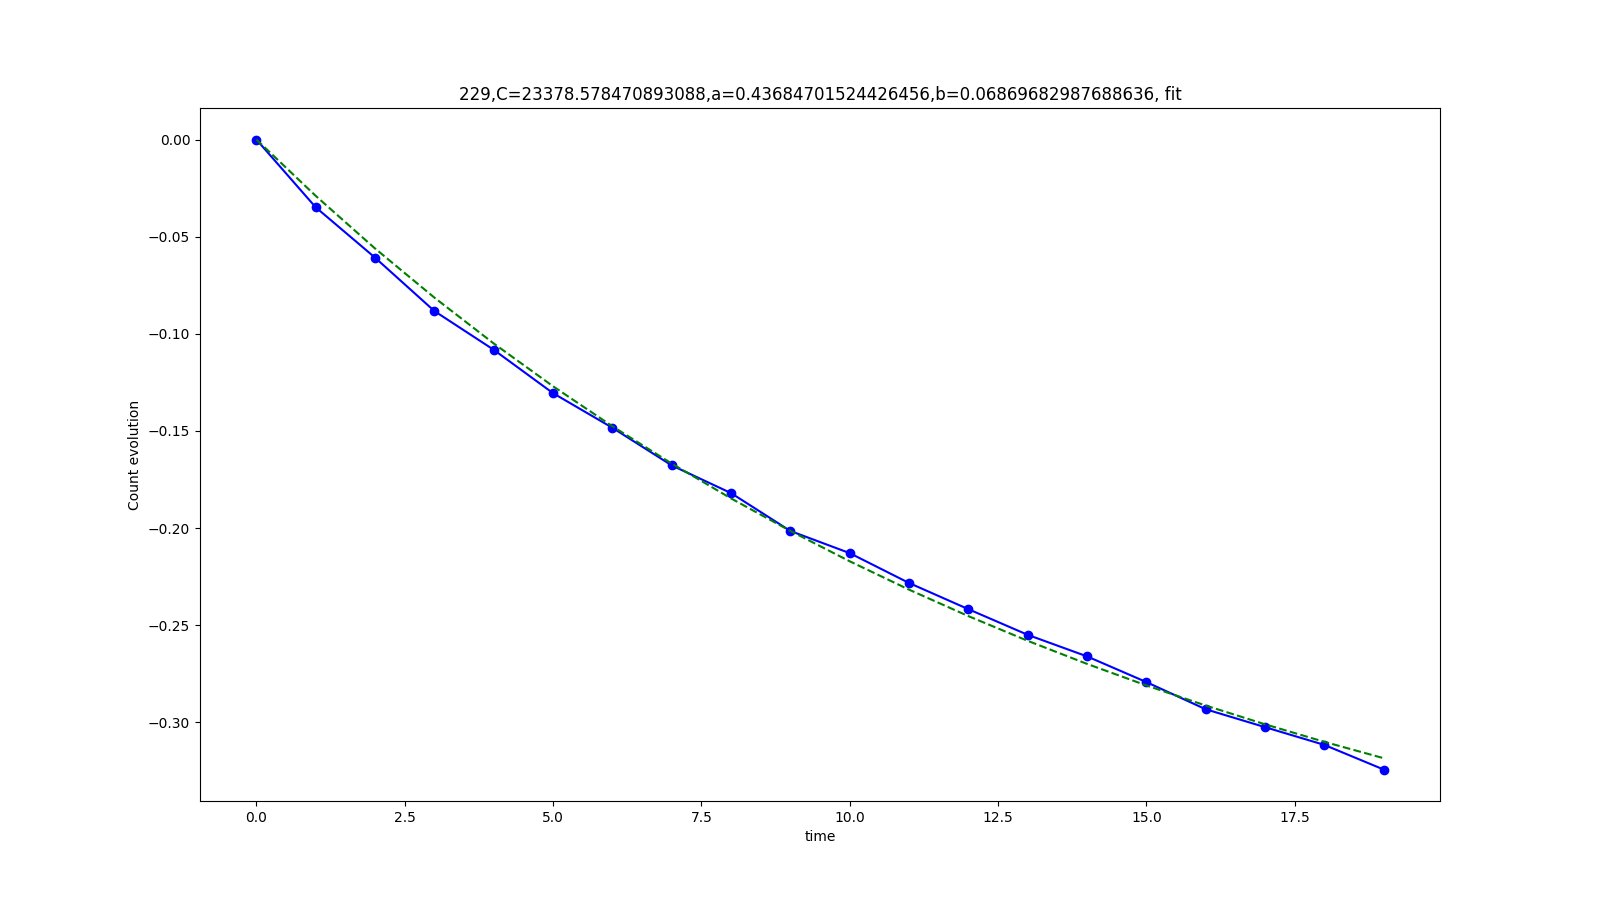 229,C=23378.578470893088,a=0.43684701524426456,b=0.06869682987688636, fit
0.00
−0.05
−0.10
−0.15
−0.20
−0.25
−0.30
Count evolution
0.0 2.5 5.0 7.5 10.0 12.5 15.0 17.5
time